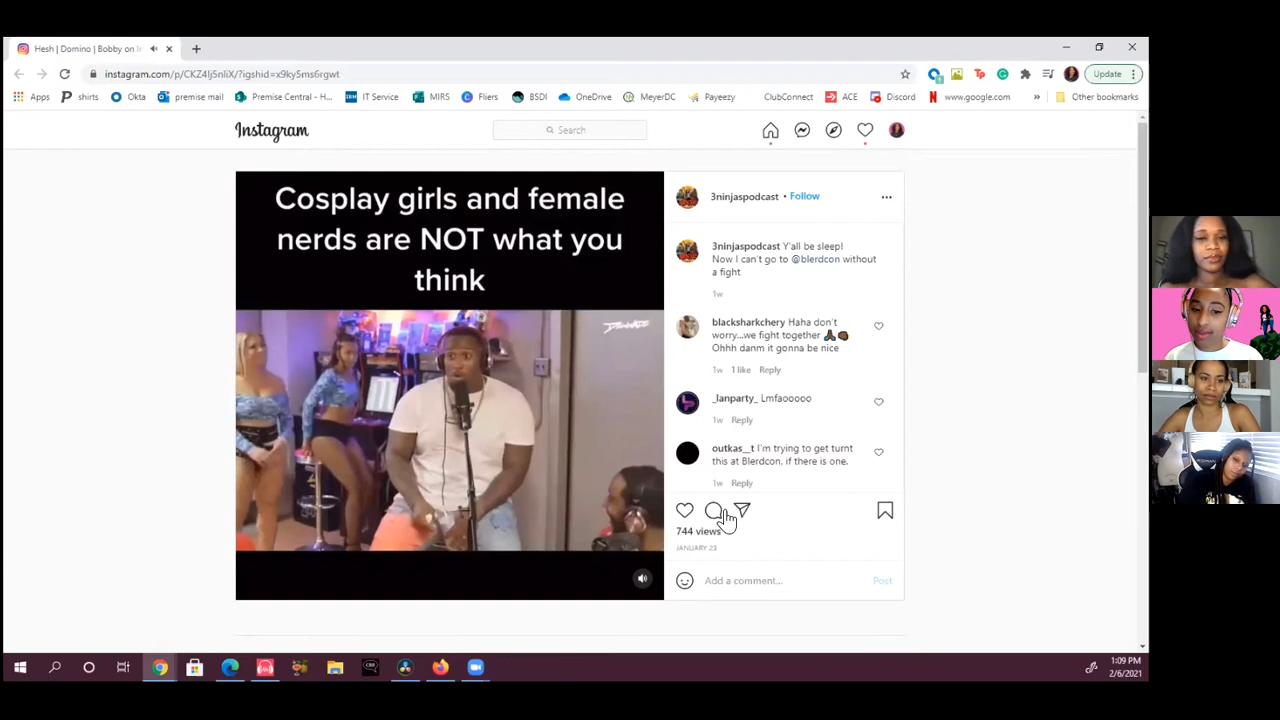 Hesh | Domino | Bobby on I
instagram.com/p/CKZ4Ij5nIiX/?igshid=x9ky5ms6rgwt
Update
Apps
shirts
Okta
premise mail
Premise Central - H...
IT Service
MIRS
Fliers
BSDI
OneDrive
MeyerDC
Payeezy
ClubConnect
ACE
Discord
www.google.com
»
Other bookmarks
Instagram
Search
Cosplay girls and female
nerds are NOT what you
think
3ninjaspodcast • Follow
3ninjaspodcast Y'all be sleep!
Now I can't go to @blerdcon without
a fight
1w
blacksharkchery Haha don't
worry...we fight together
Ohhh danm it gonna be nice
1w 1 like Reply
_lanparty_ Lmfaooooo
1w Reply
outkas__t I'm trying to get turnt
this at Blerdcon, if there is one.
1w Reply
744 views
JANUARY 23
Add a comment...
Post
1:09 PM
2/6/2021